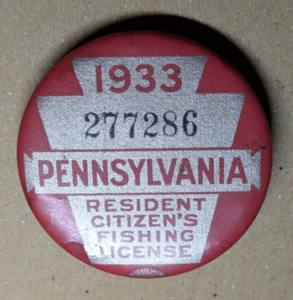 1933
277286
PENNSYLVANIA
RESIDENT
CITIZEN'S
FISHING
LICENSE